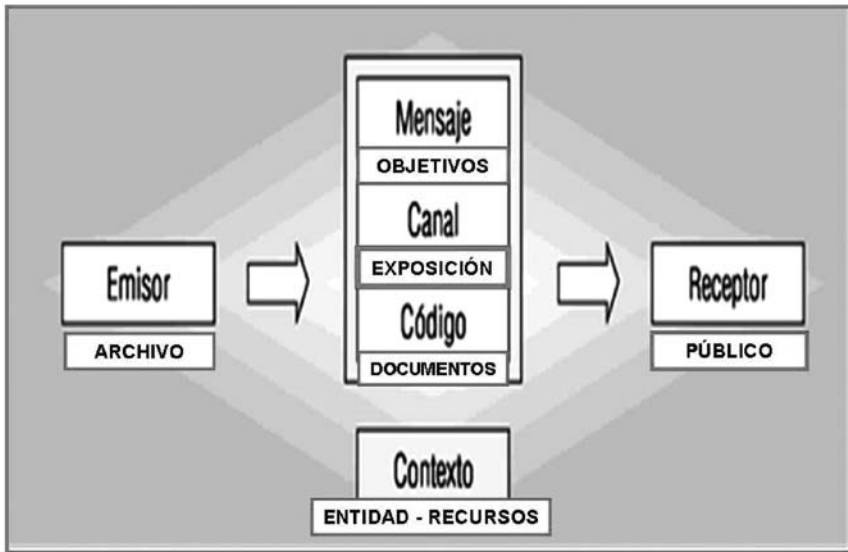 Mensaje
OBJETIVOS
Canal
EXPOSICIÓN
Código
DOCUMENTOS
Emisor
ARCHIVO
Receptor
PÚBLICO
Contexto
ENTIDAD - RECURSOS